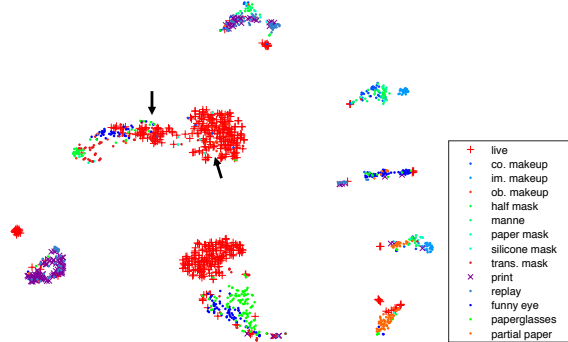 live
co. makeup
im. makeup
ob. makeup
half mask
manne
paper mask
silicone mask
trans. mask
print
replay
funny eye
paperglasses
partial paper